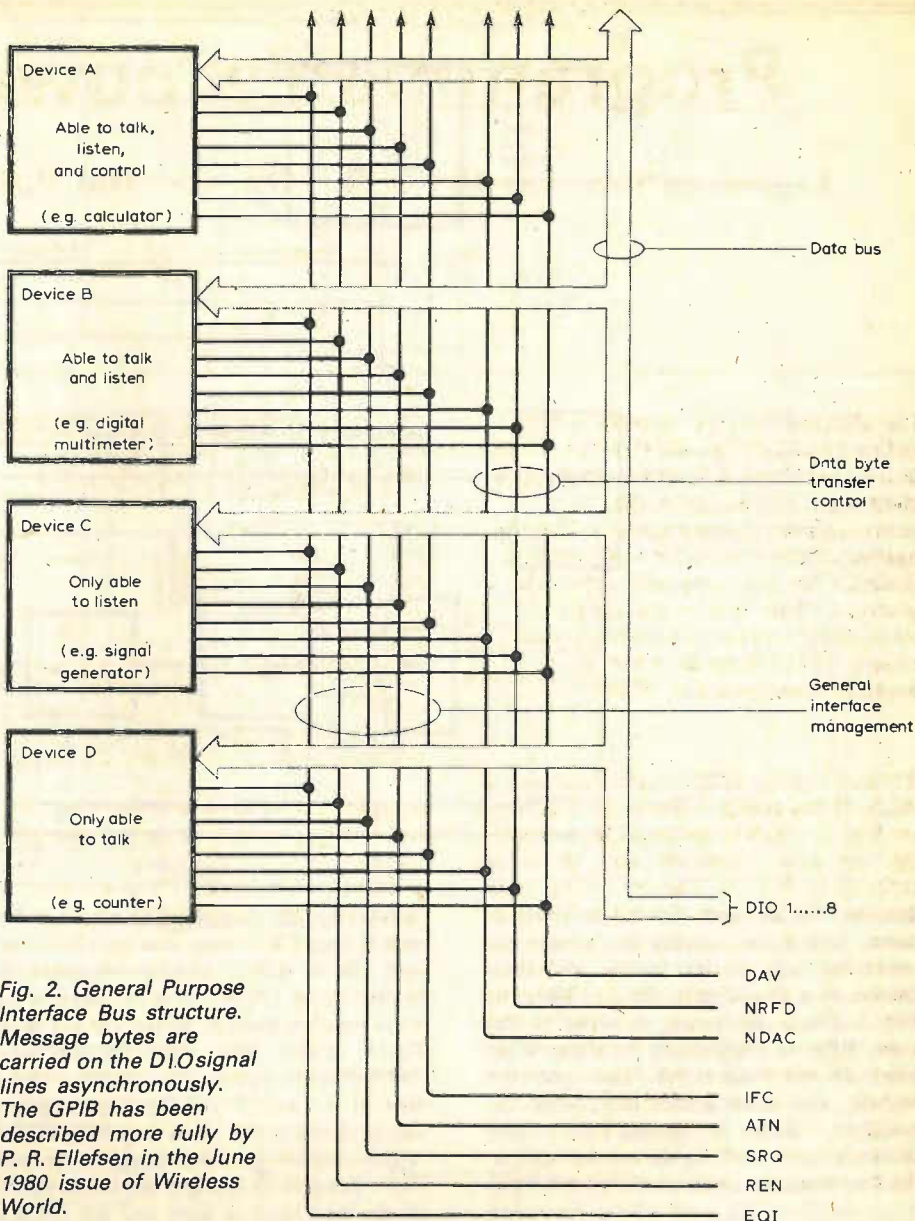 Device A
Able to talk,
listen,
and control
(e.g. calculator)
Data bus
Device B
Able to talk
and listen
(e.g. digital
multimeter)
Data byte
transfer
control
Device C
Only able
to listen
(e.g. signal
generator)
General
interface
management
Device D
Only able
to talk
(e.g. counter)
DIO 1......8
DAV
NRFD
NDAC
IFC
ATN
SRQ
REN
EOI
Fig. 2. General Purpose
Interface Bus structure.
Message bytes are
carried on the DIO signal
lines asynchronously.
The GPIB has been
described more fully by
P. R. Ellefsen in the June
1980 issue of Wireless
World.